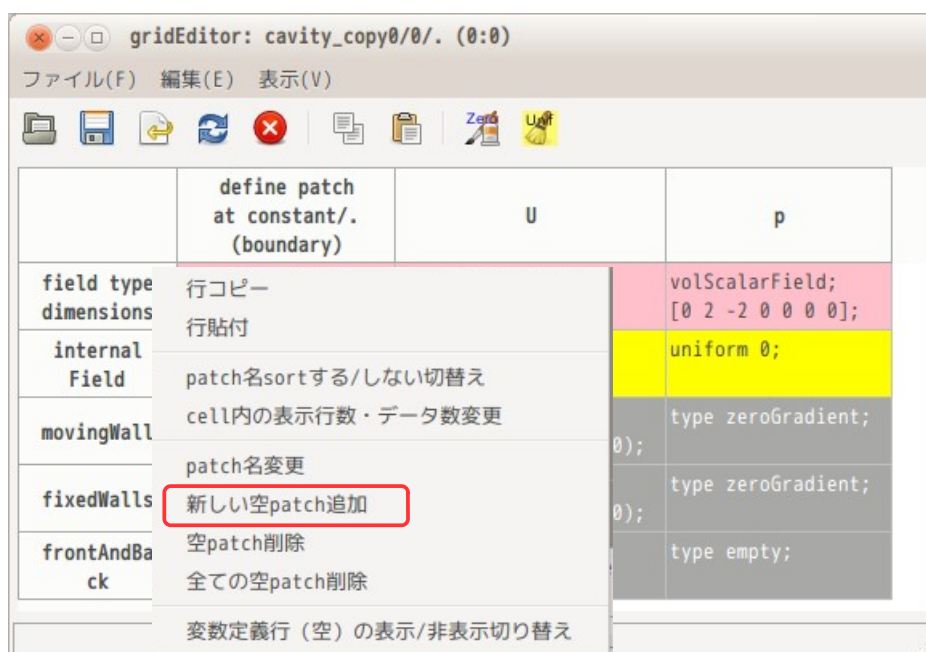 gridEditor: cavity_copy0/0/. (0:0)
ファイル(F) 編集(E) 表示(V)
Zero
Unif
define patch
at constant/.
(boundary)
U
p
field type
dimensions
volScalarField;
[0 2 -2 0 0 0 0];
internal
Field
uniform 0;
movingWall
0);
type zeroGradient;
fixedWalls
0);
type zeroGradient;
frontAndBa
ck
type empty;
行コピー
行貼付
patch名sortする/しない切替え
cell内の表示行数・データ数変更
patch名変更
新しい空patch追加
空patch削除
全ての空patch削除
変数定義行（空）の表示/非表示切り替え